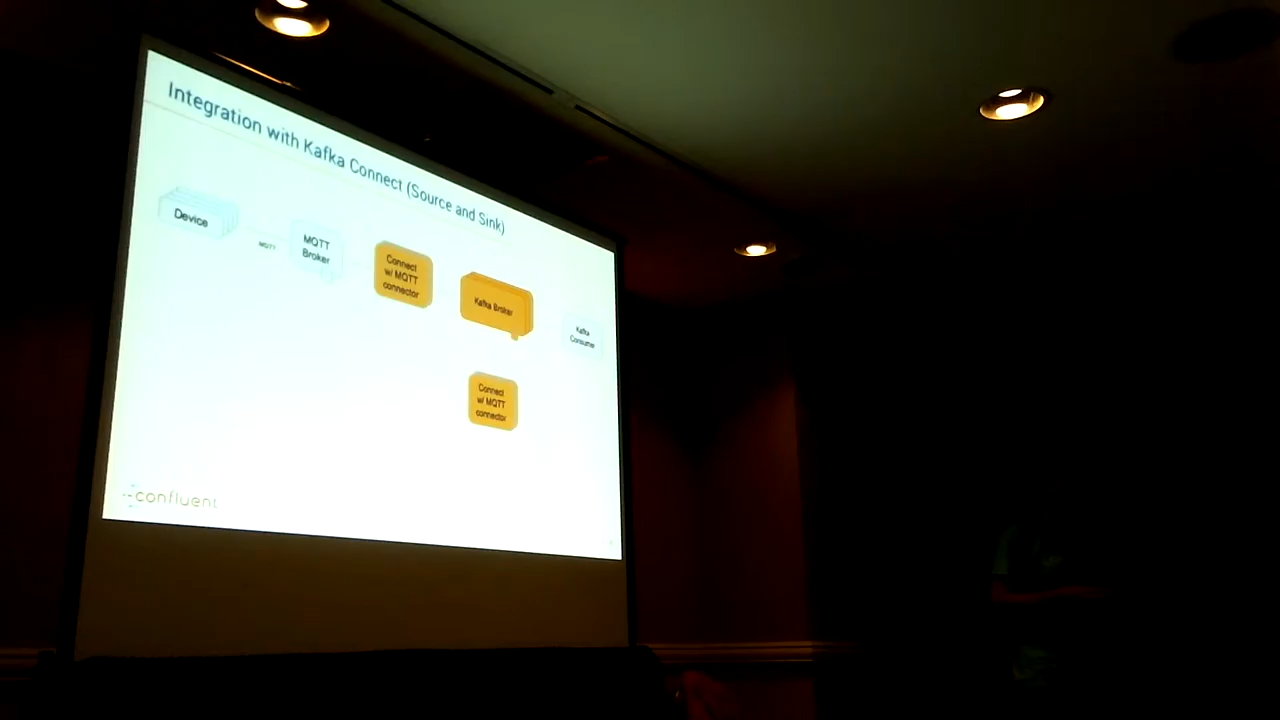 Integration with Kafka Connect (Source and Sink)
Device
MQTT
MQTT
Broker
Connect
w/ MQTT
connector
Kafka Broker
Kafka
Consumer
Connect
w/ MQTT
connector
confluent